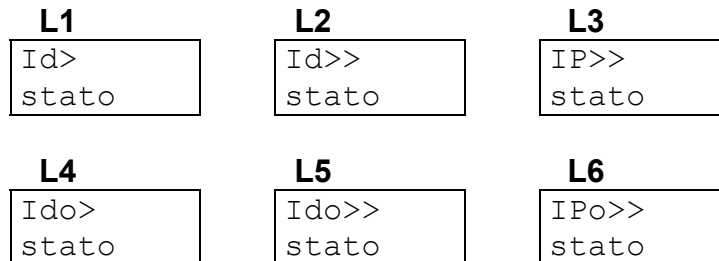 L1 L2 L3
Id> Id>> IP>>
stato stato stato
L4 L5 L6
Ido> Ido>> IPo>>
stato stato stato